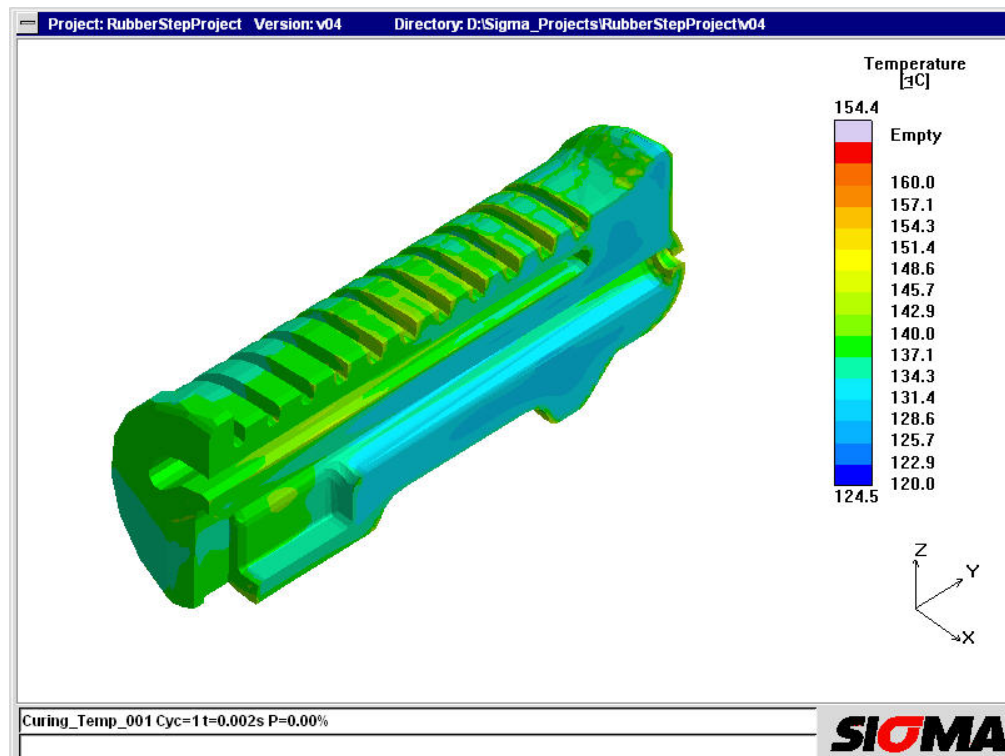 Project: RubberStepProject Version: v04 Directory: D:\Sigma_Projects\RubberStepProject\v04
Temperature
[ⱻC]
154.4
Empty
160.0
157.1
154.3
151.4
148.6
145.7
142.9
140.0
137.1
134.3
131.4
128.6
125.7
122.9
120.0
124.5
Z
Y
X
Curing_Temp_001 Cyc=1 t=0.002s P=0.00%
SIGMA